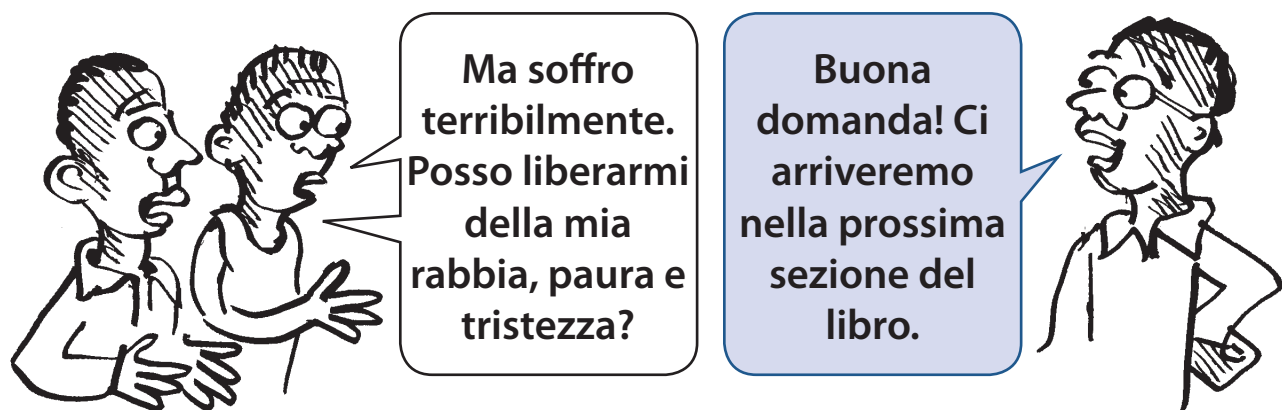 Ma soffro
terribilmente.
Posso liberarmi
della mia
rabbia, paura e
tristezza?
Buona
domanda! Ci
arriveremo
nella prossima
sezione del
libro.